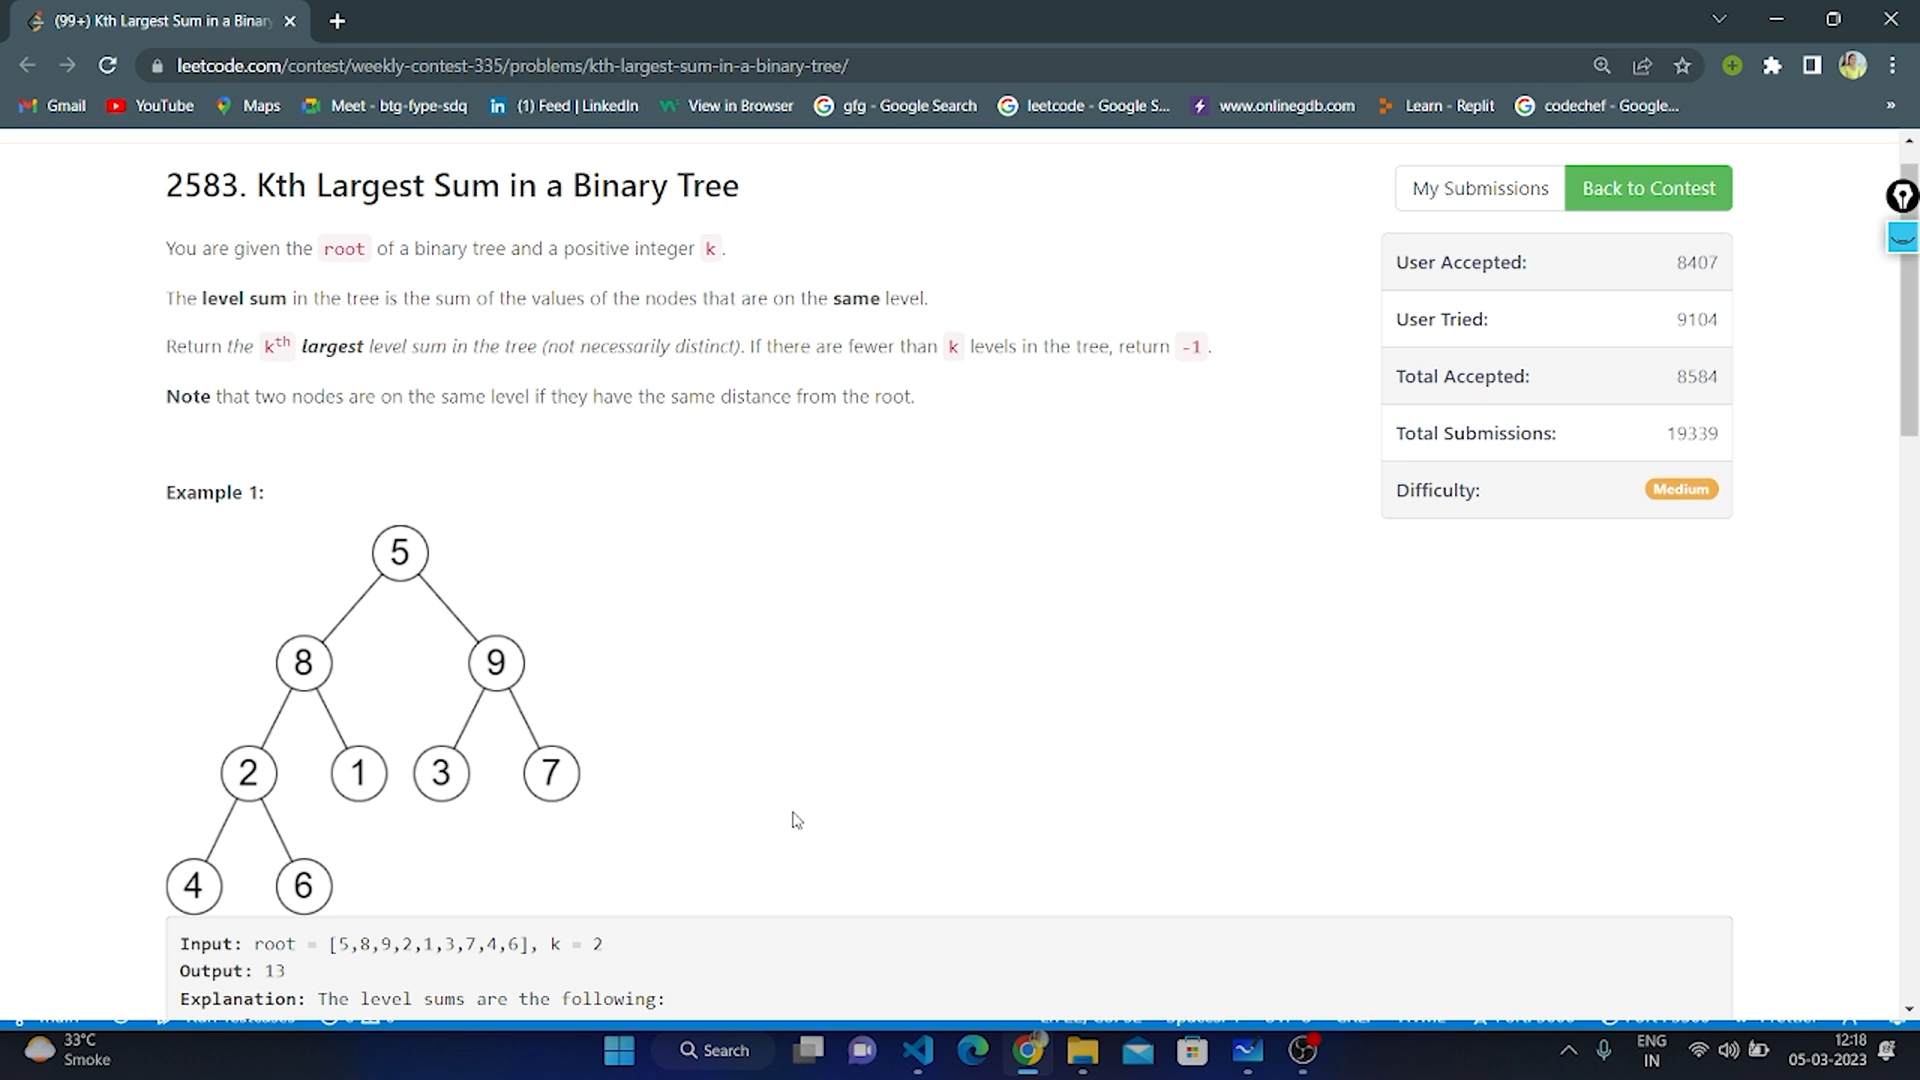 (99+) Kth Largest Sum in a Binary
leetcode.com/contest/weekly-contest-335/problems/kth-largest-sum-in-a-binary-tree/
Gmail YouTube Maps Meet - btg-fype-sdq (1) Feed | LinkedIn View in Browser gfg - Google Search leetcode - Google S... www.onlinegdb.com Learn - Replit codechef - Google... »
2583. Kth Largest Sum in a Binary Tree
My Submissions Back to Contest
You are given the root of a binary tree and a positive integer k.
The level sum in the tree is the sum of the values of the nodes that are on the same level.
Return the kth largest level sum in the tree (not necessarily distinct). If there are fewer than k levels in the tree, return -1.
Note that two nodes are on the same level if they have the same distance from the root.
User Accepted: 8407
User Tried: 9104
Total Accepted: 8584
Total Submissions: 19339
Difficulty: Medium
Example 1:
5
8 9
2 1 3 7
4 6
Input: root = [5,8,9,2,1,3,7,4,6], k = 2
Output: 13
Explanation: The level sums are the following:
33°C
Smoke
Search
ENG
IN
12:18
05-03-2023